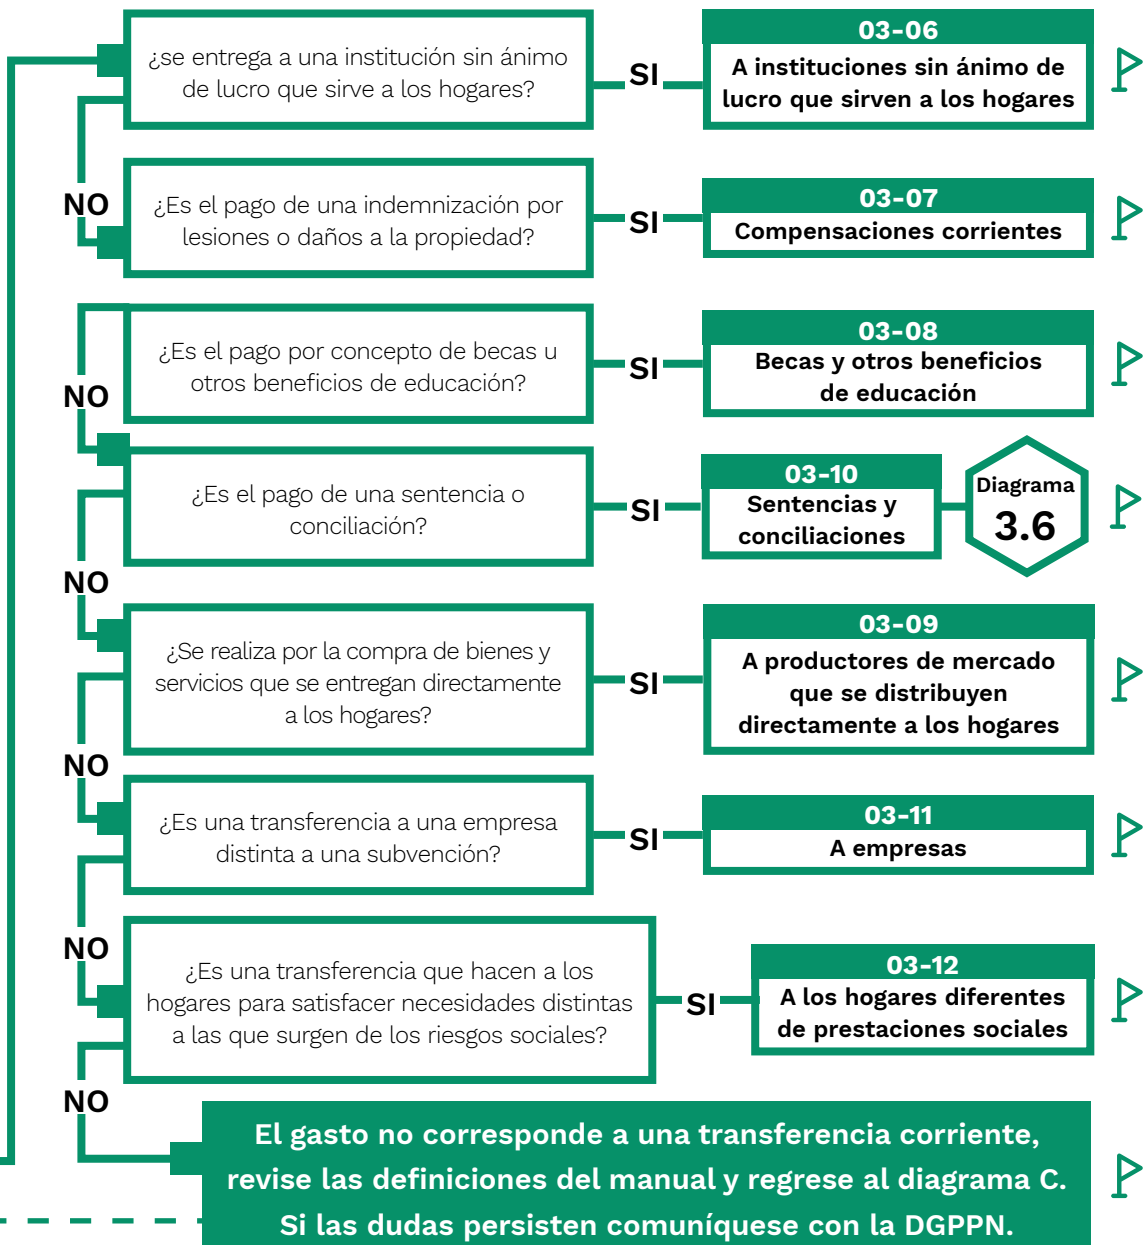 ¿se entrega a una institución sin ánimo
de lucro que sirve a los hogares?
SI
03-06
A instituciones sin ánimo de
lucro que sirven a los hogares
NO
¿Es el pago de una indemnización por
lesiones o daños a la propiedad?
SI
03-07
Compensaciones corrientes
¿Es el pago por concepto de becas u
otros beneficios de educación?
SI
03-08
Becas y otros beneficios
de educación
NO
¿Es el pago de una sentencia o
conciliación?
SI
03-10
Sentencias y
conciliaciones
Diagrama
3.6
NO
¿Se realiza por la compra de bienes y
servicios que se entregan directamente
a los hogares?
SI
03-09
A productores de mercado
que se distribuyen
directamente a los hogares
NO
¿Es una transferencia a una empresa
distinta a una subvención?
SI
03-11
A empresas
NO
¿Es una transferencia que hacen a los
hogares para satisfacer necesidades distintas
a las que surgen de los riesgos sociales?
SI
03-12
A los hogares diferentes
de prestaciones sociales
NO
El gasto no corresponde a una transferencia corriente,
revise las definiciones del manual y regrese al diagrama C.
Si las dudas persisten comuníquese con la DGPPN.